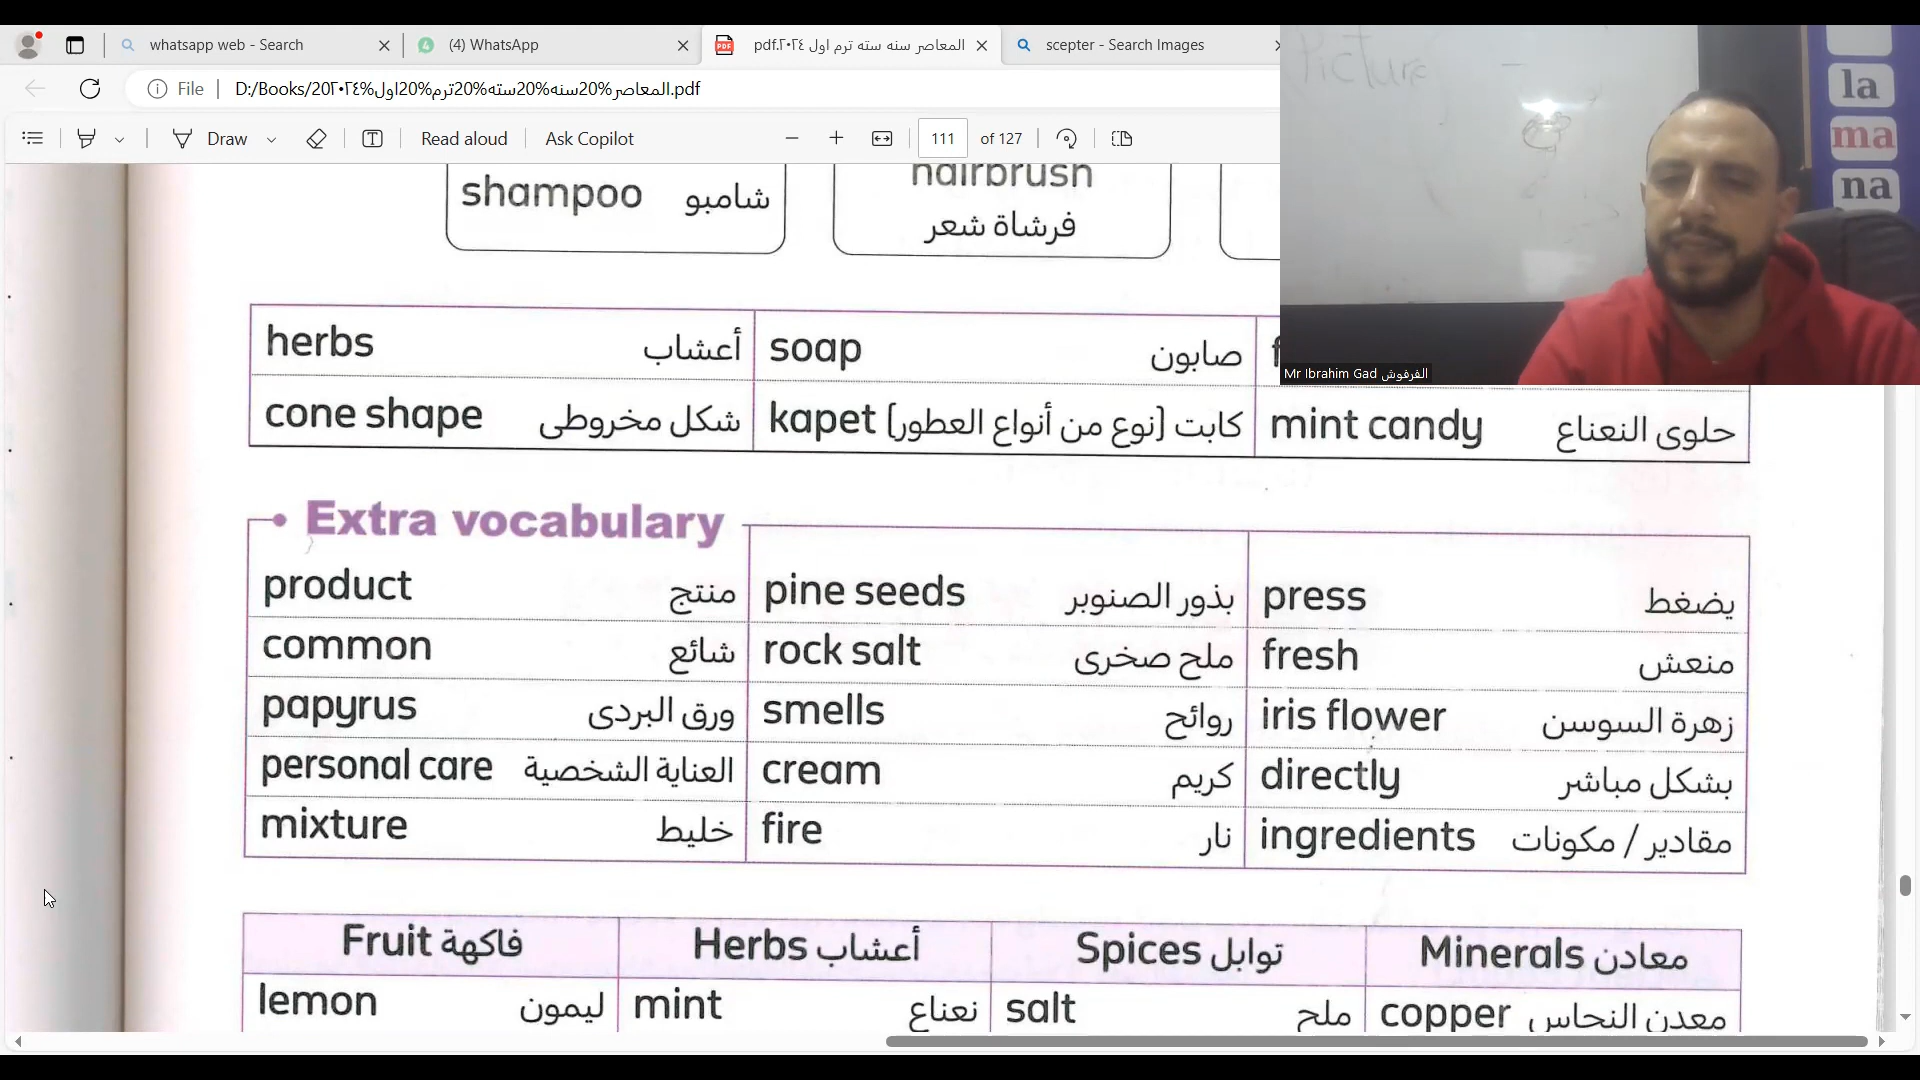 whatsapp web - Search
(4) WhatsApp
المعاصر سنه سته ترم اول ٢٠٢٤.pdf
scepter - Search Images
File
D:/Books/20٢٠٢٤%المعاصر%20سنه%20سته%20ترم%20اول.pdf
Draw
Read aloud
Ask Copilot
111 of 127
Picture
la
ma
na
Mr Ibrahim Gad الفرفوش
shampoo شامبو
hairbrush
فرشاة شعر
herbs أعشاب
soap صابون
cone shape شكل مخروطى
kapet كابت (نوع من أنواع العطور)
mint candy حلوى النعناع
Extra vocabulary
product منتج
pine seeds بذور الصنوبر
press يضغط
common شائع
rock salt ملح صخرى
fresh منعش
papyrus ورق البردى
smells روائح
iris flower زهرة السوسن
personal care العناية الشخصية
cream كريم
directly بشكل مباشر
mixture خليط
fire نار
ingredients مقادير / مكونات
Fruit فاكهة
Herbs أعشاب
Spices توابل
Minerals معادن
lemon ليمون
mint نعناع
salt ملح
copper معدن النحاس